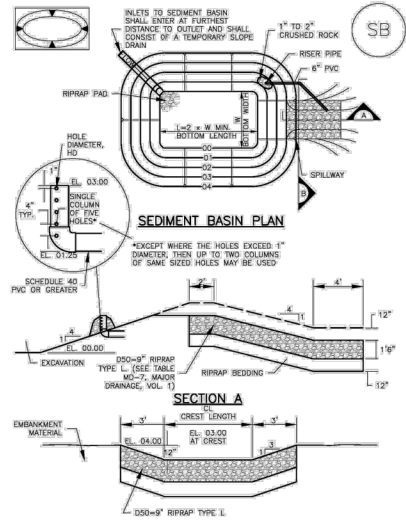 INLETS TO SEDIMENT BASIN
SHALL ENTER AT FURTHEST
DISTANCE TO OUTLET AND SHALL
CONSIST OF A TEMPORARY SLOPE
DRAIN
SB
1" TO 2"
CRUSHED ROCK
RISER PIPE
6" PVC
RIPRAP PAD
L=2 x W MIN.
BOTTOM LENGTH
W
BOTTOM WIDTH
00
01
02
03
04
A
SPILLWAY
B
HOLE
DIAMETER,
HD
1"
EL. 03.00
4"
TYP.
SINGLE
COLUMN
OF FIVE
HOLES*
EL. 01.25
SCHEDULE 40
PVC OR GREATER
SEDIMENT BASIN PLAN
*EXCEPT WHERE THE HOLES EXCEED 1"
DIAMETER, THEN UP TO TWO COLUMNS
OF SAME SIZED HOLES MAY BE USED
2'
4'
4
1
12"
1
4
EL. 00.00
EXCAVATION
D50=9" RIPRAP
TYPE L. (SEE TABLE
MD-7, MAJOR
DRAINAGE, VOL. 1)
RIPRAP BEDDING
1'6"
12"
SECTION A
CL
3'
CREST LENGTH
3'
EMBANKMENT
MATERIAL
EL. 04.00
EL. 03.00
AT CREST
12"
3
1
D50=9" RIPRAP TYPE L